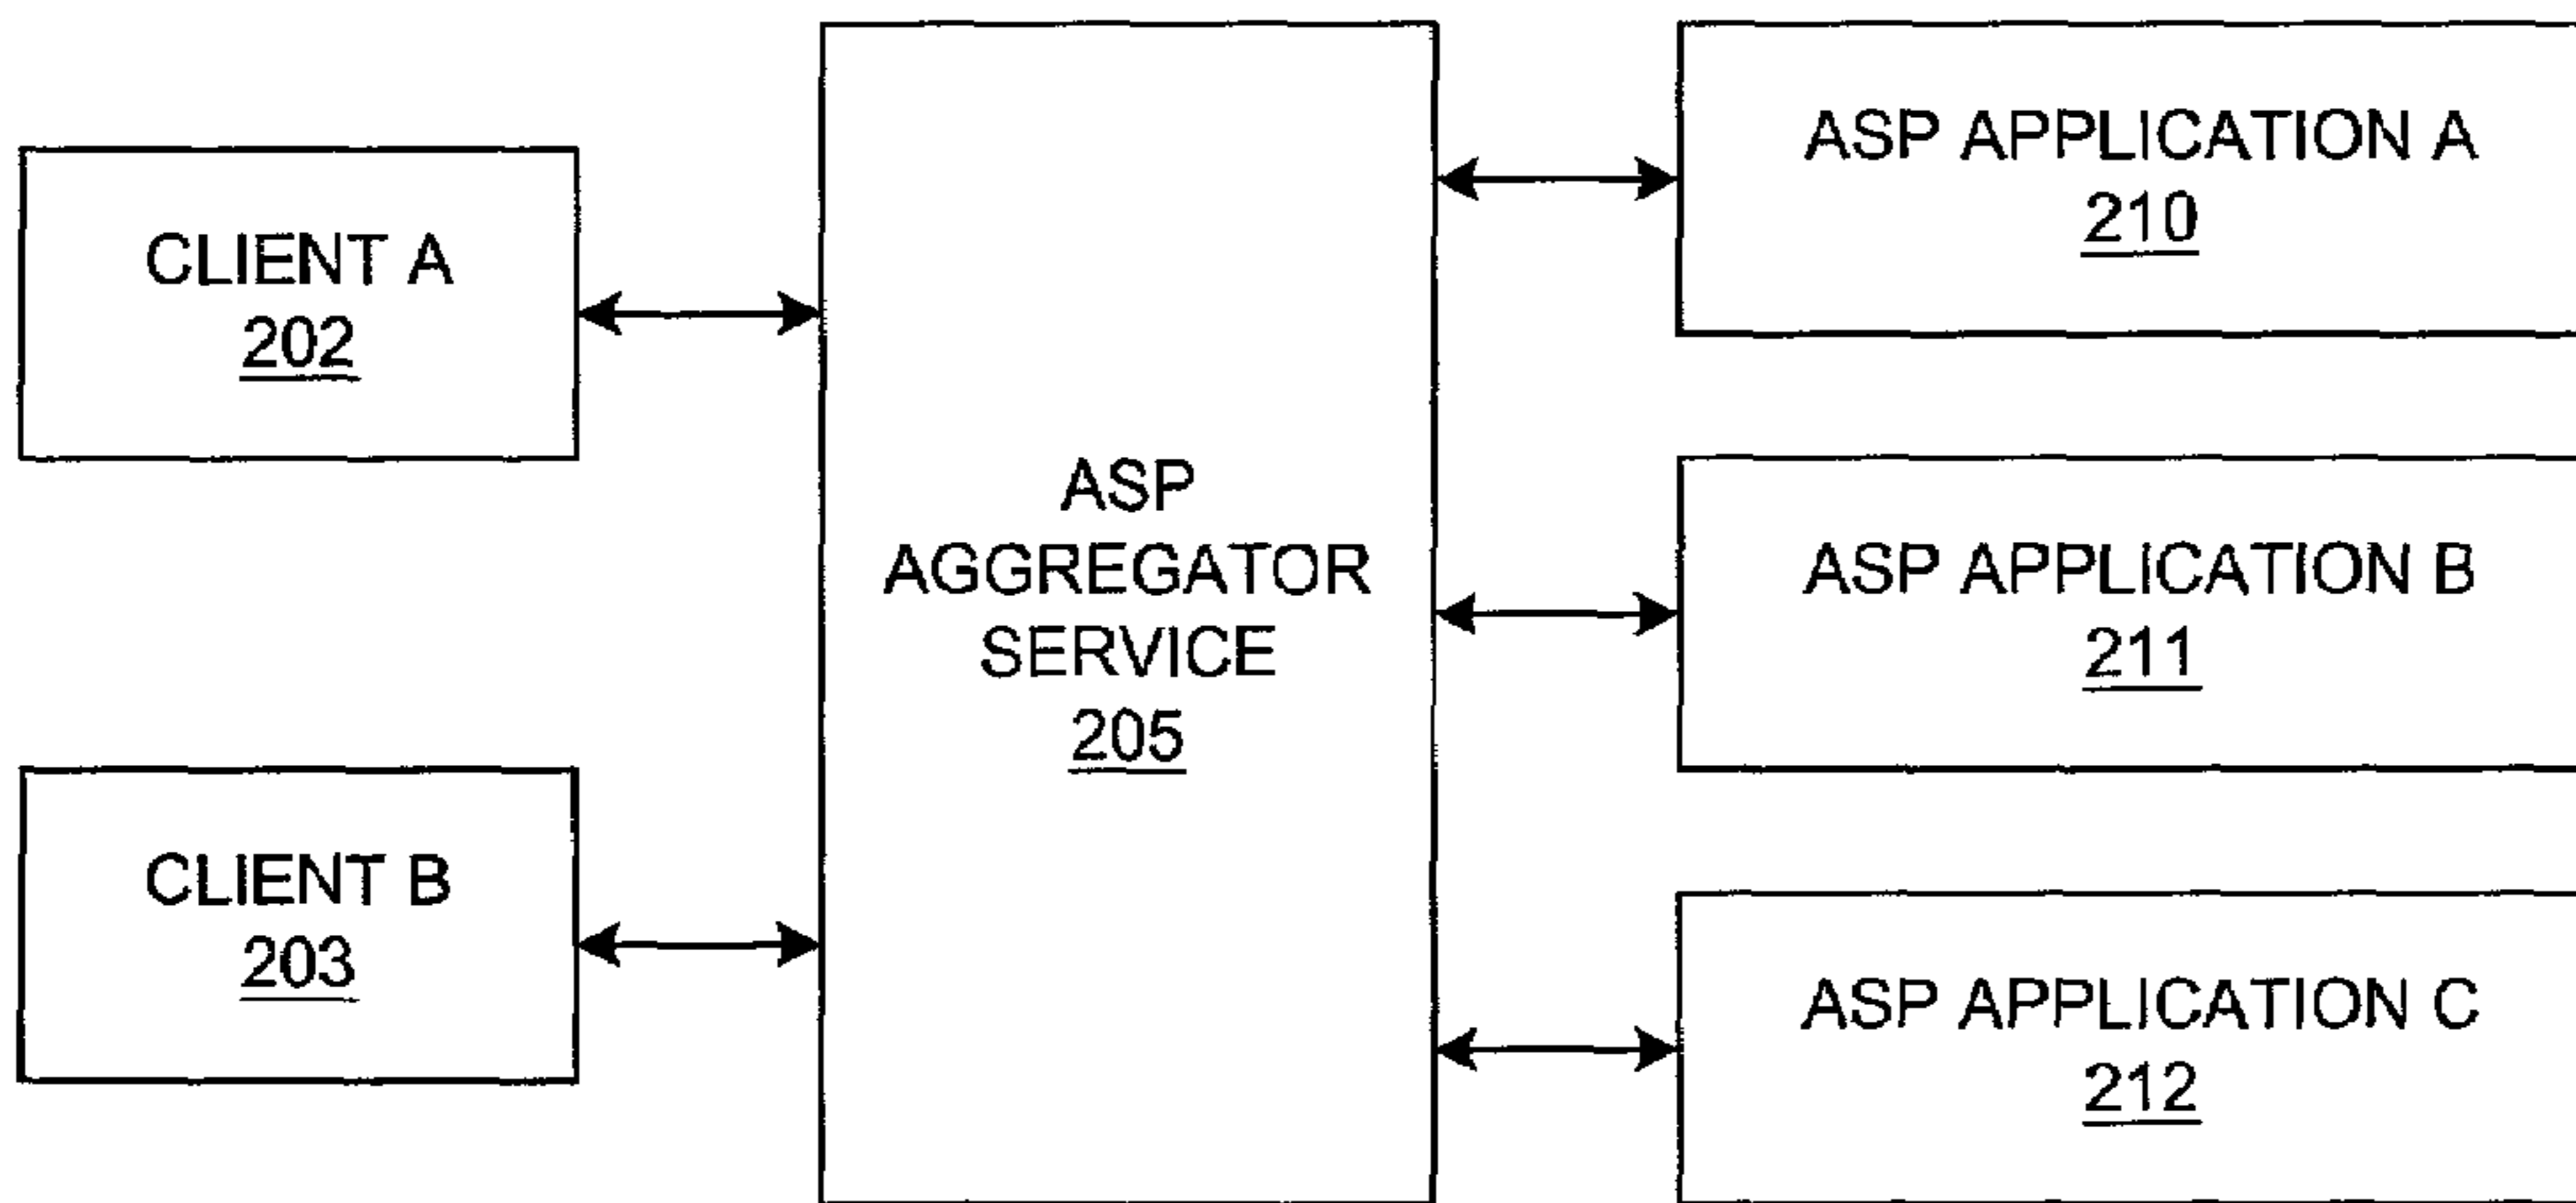 CLIENT A
202
CLIENT B
203
ASP
AGGREGATOR
SERVICE
205
ASP APPLICATION A
210
ASP APPLICATION B
211
ASP APPLICATION C
212